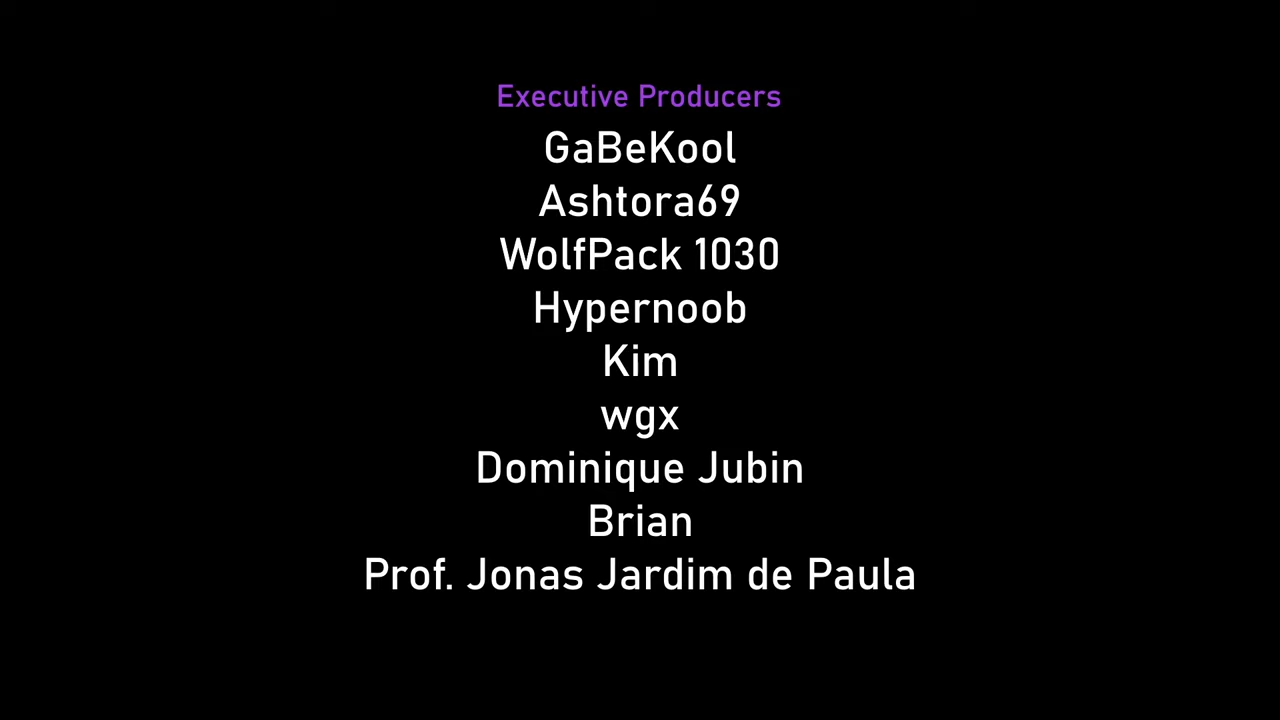 Executive Producers
GaBeKool
Ashtora69
WolfPack 1030
Hypernoob
Kim
wgx
Dominique Jubin
Brian
Prof. Jonas Jardim de Paula